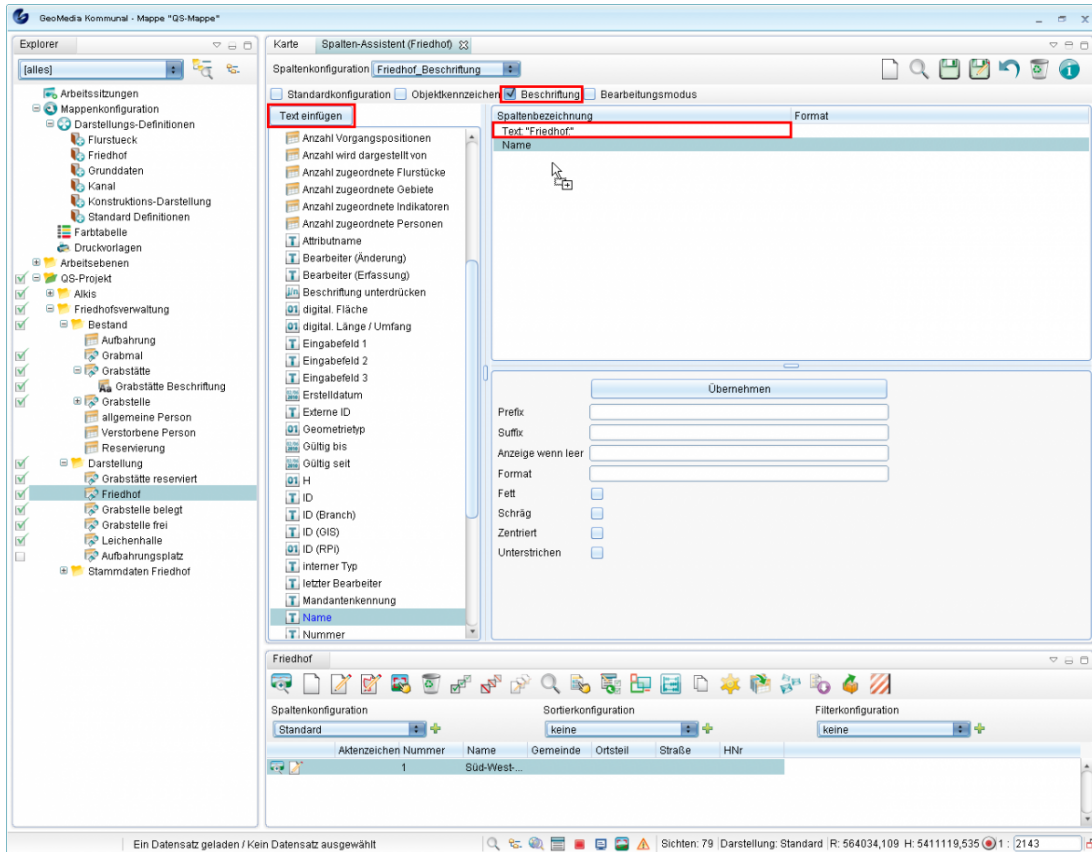 GeoMedia Kommunal - Mappe "QS-Mappe"
Explorer
[alles]
Arbeitssitzungen
Mappenkonfiguration
Darstellungs-Definitionen
Flurstueck
Friedhof
Grunddaten
Kanal
Konstruktions-Darstellung
Standard Definitionen
Farbtabelle
Druckvorlagen
Arbeitsebenen
QS-Projekt
Alkis
Friedhofsverwaltung
Bestand
Aufbahrung
Grabmal
Grabstätte
Grabstätte Beschriftung
Grabstelle
allgemeine Person
Verstorbene Person
Reservierung
Darstellung
Grabstätte reserviert
Friedhof
Grabstelle belegt
Grabstelle frei
Leichenhalle
Aufbahrungsplatz
Stammdaten Friedhof
Karte Spalten-Assistent (Friedhof)
Spaltenkonfiguration Friedhof_Beschriftung
Standardkonfiguration Objektkennzeichen Beschriftung Bearbeitungsmodus
Text einfügen
Anzahl Vorgangspositionen
Anzahl wird dargestellt von
Anzahl zugeordnete Flurstücke
Anzahl zugeordnete Gebiete
Anzahl zugeordnete Indikatoren
Anzahl zugeordnete Personen
Attributname
Bearbeiter (Änderung)
Bearbeiter (Erfassung)
Beschriftung unterdrücken
digital. Fläche
digital. Länge / Umfang
Eingabefeld 1
Eingabefeld 2
Eingabefeld 3
Erstelldatum
Externe ID
Geometrietyp
Gültig bis
Gültig seit
H
ID
ID (Branch)
ID (GIS)
ID (RPi)
interner Typ
letzter Bearbeiter
Mandantenkennung
Name
Nummer
Spaltenbezeichnung Format
Text: "Friedhof:"
Name
Übernehmen
Prefix
Suffix
Anzeige wenn leer
Format
Fett
Schräg
Zentriert
Unterstrichen
Friedhof
Spaltenkonfiguration Sortierkonfiguration Filterkonfiguration
Standard keine keine
Aktenzeichen Nummer Name Gemeinde Ortsteil Straße HNr
1 Süd-West-...
Ein Datensatz geladen / Kein Datensatz ausgewählt
Sichten: 79 Darstellung: Standard R: 564034,109 H: 5411119,535 1 : 2143